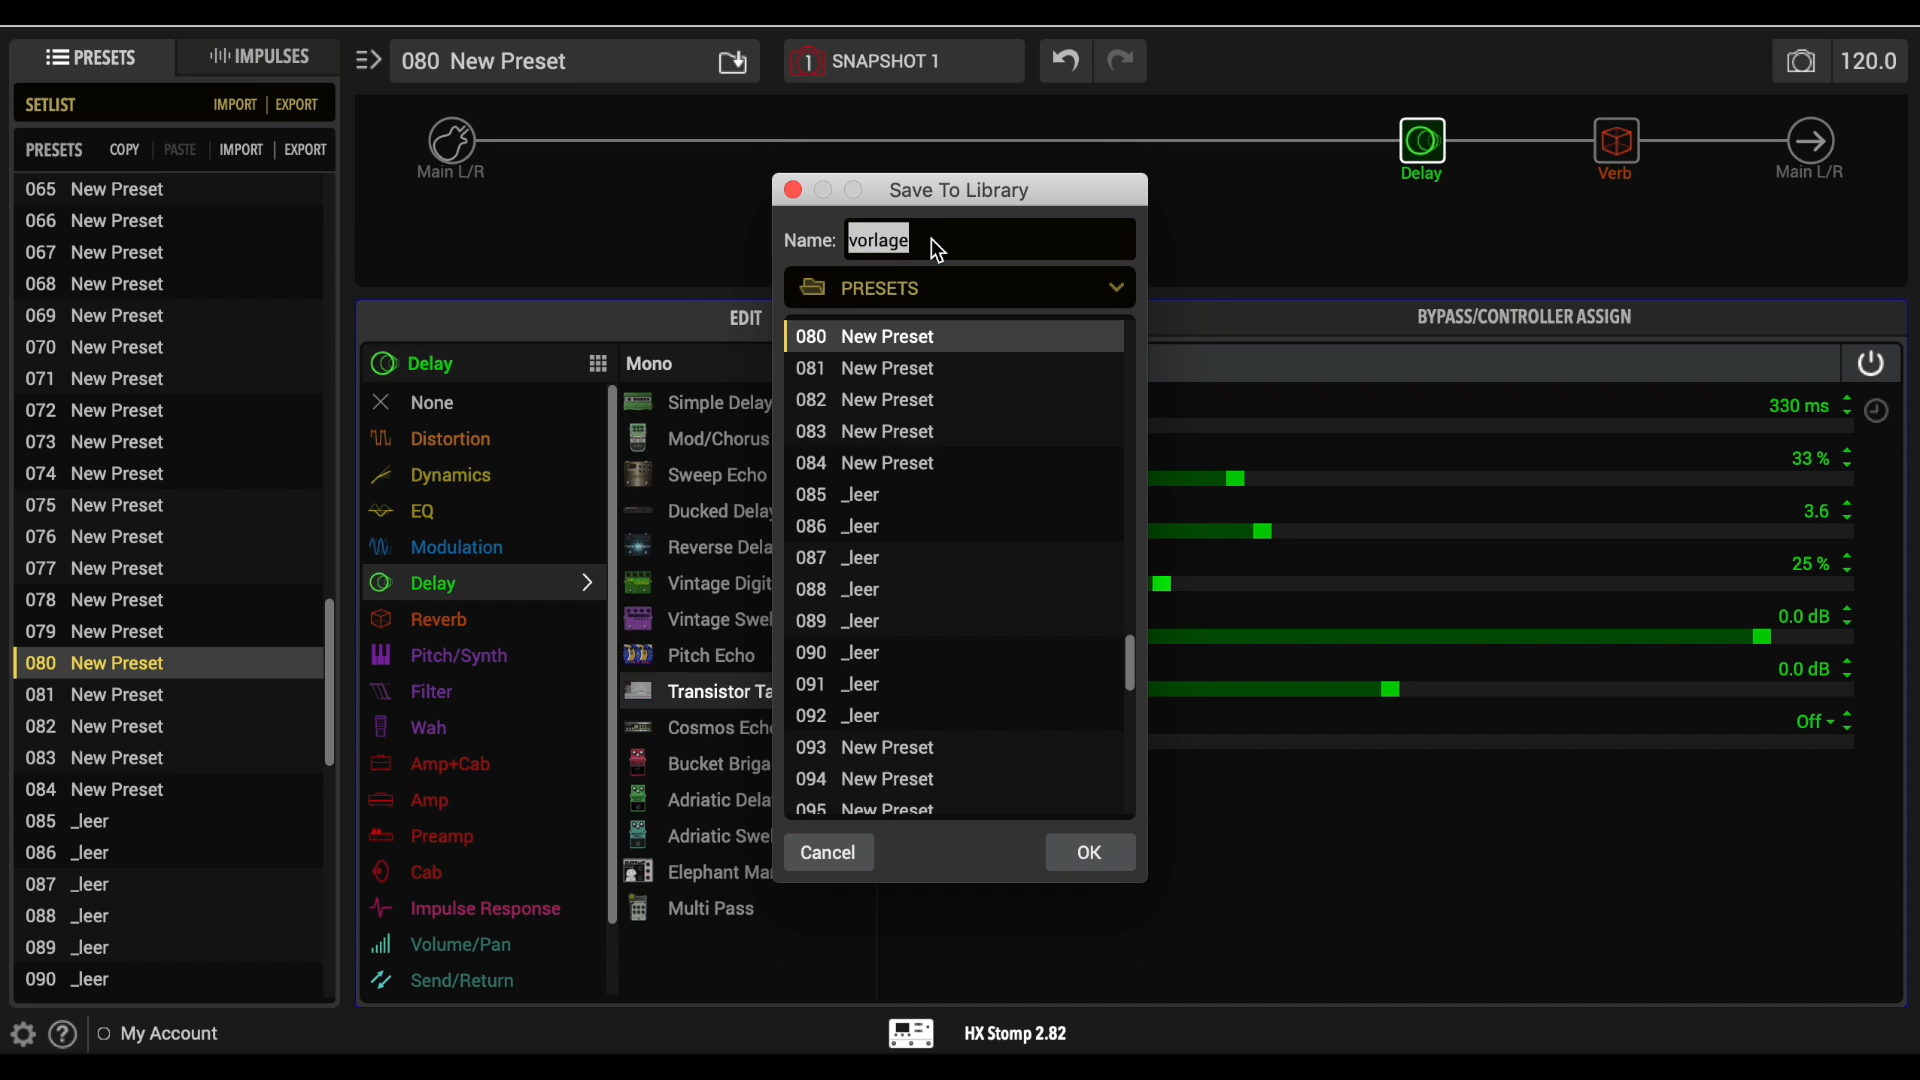 PRESETS
IMPULSES
080 New Preset
1 SNAPSHOT 1
120.0
SETLIST IMPORT EXPORT
PRESETS COPY PASTE IMPORT EXPORT
065 New Preset
066 New Preset
067 New Preset
068 New Preset
069 New Preset
070 New Preset
071 New Preset
072 New Preset
073 New Preset
074 New Preset
075 New Preset
076 New Preset
077 New Preset
078 New Preset
079 New Preset
080 New Preset
081 New Preset
082 New Preset
083 New Preset
084 New Preset
085 _leer
086 _leer
087 _leer
088 _leer
089 _leer
090 _leer
Main L/R
Delay
Verb
Main L/R
EDIT
BYPASS/CONTROLLER ASSIGN
Delay
None
Distortion
Dynamics
EQ
Modulation
Delay
Reverb
Pitch/Synth
Filter
Wah
Amp+Cab
Amp
Preamp
Cab
Impulse Response
Volume/Pan
Send/Return
Mono
Simple Delay
Mod/Chorus
Sweep Echo
Ducked Delay
Reverse Dela
Vintage Digit
Vintage Swel
Pitch Echo
Transistor Ta
Cosmos Echo
Bucket Briga
Adriatic Dela
Adriatic Swel
Elephant Ma
Multi Pass
Save To Library
Name: vorlage
PRESETS
080 New Preset
081 New Preset
082 New Preset
083 New Preset
084 New Preset
085 _leer
086 _leer
087 _leer
088 _leer
089 _leer
090 _leer
091 _leer
092 _leer
093 New Preset
094 New Preset
095 New Preset
Cancel
OK
330 ms
33 %
3.6
25 %
0.0 dB
0.0 dB
Off
My Account
HX Stomp 2.82